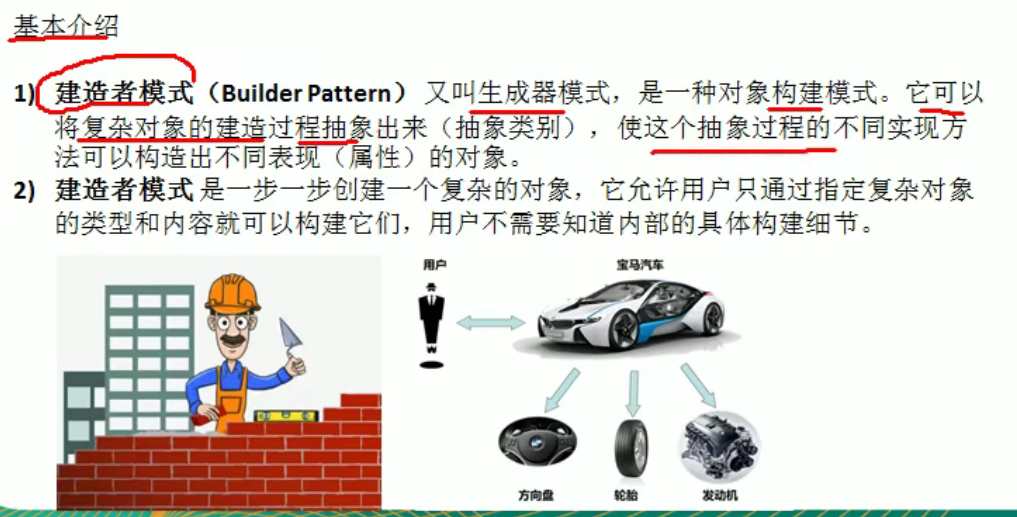 基本介绍
1) 建造者模式（Builder Pattern） 又叫生成器模式，是一种对象构建模式。它可以
将复杂对象的建造过程抽象出来（抽象类别），使这个抽象过程的不同实现方
法可以构造出不同表现（属性）的对象。
2) 建造者模式 是一步一步创建一个复杂的对象，它允许用户只通过指定复杂对象
的类型和内容就可以构建它们，用户不需要知道内部的具体构建细节。
用户
宝马汽车
方向盘
轮胎
发动机